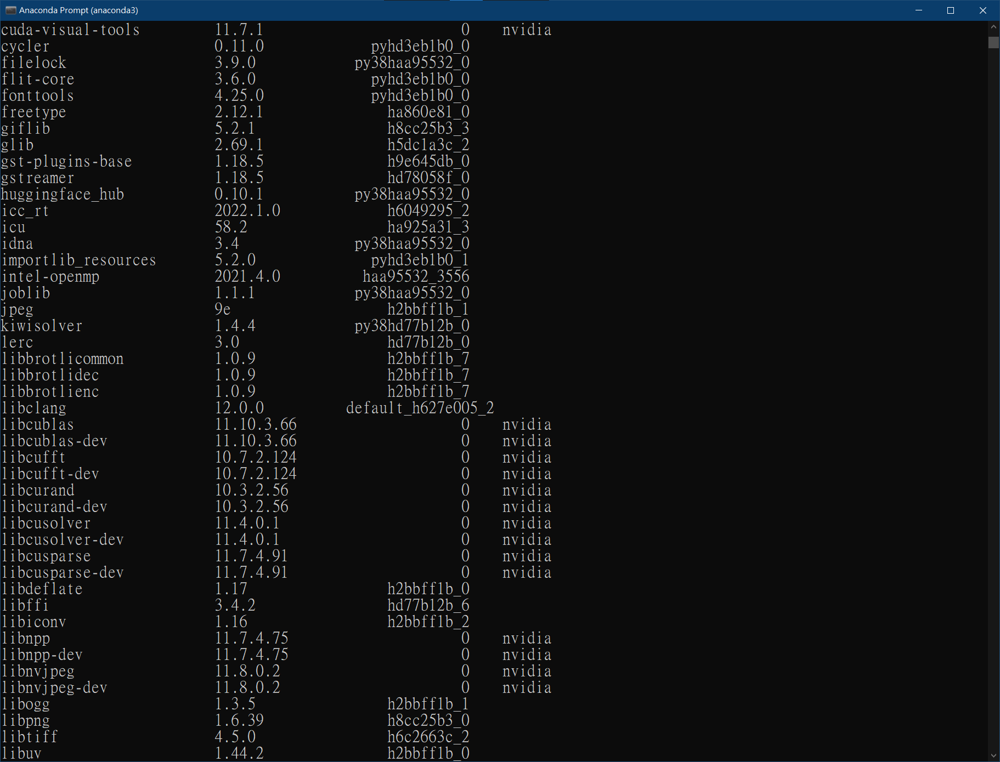 Anaconda Prompt (anaconda3)
cuda-visual-tools 11.7.1 0 nvidia
cycler 0.11.0 pyhd3eb1b0_0
filelock 3.9.0 py38haa95532_0
flit-core 3.6.0 pyhd3eb1b0_0
fonttools 4.25.0 pyhd3eb1b0_0
freetype 2.12.1 ha860e81_0
giflib 5.2.1 h8cc25b3_3
glib 2.69.1 h5dc1a3c_2
gst-plugins-base 1.18.5 h9e645db_0
gstreamer 1.18.5 hd78058f_0
huggingface_hub 0.10.1 py38haa95532_0
icc_rt 2022.1.0 h6049295_2
icu 58.2 ha925a31_3
idna 3.4 py38haa95532_0
importlib_resources 5.2.0 pyhd3eb1b0_1
intel-openmp 2021.4.0 haa95532_3556
joblib 1.1.1 py38haa95532_0
jpeg 9e h2bbff1b_1
kiwisolver 1.4.4 py38hd77b12b_0
lerc 3.0 hd77b12b_0
libbrotlicommon 1.0.9 h2bbff1b_7
libbrotlidec 1.0.9 h2bbff1b_7
libbrotlienc 1.0.9 h2bbff1b_7
libclang 12.0.0 default_h627e005_2
libcublas 11.10.3.66 0 nvidia
libcublas-dev 11.10.3.66 0 nvidia
libcufft 10.7.2.124 0 nvidia
libcufft-dev 10.7.2.124 0 nvidia
libcurand 10.3.2.56 0 nvidia
libcurand-dev 10.3.2.56 0 nvidia
libcusolver 11.4.0.1 0 nvidia
libcusolver-dev 11.4.0.1 0 nvidia
libcusparse 11.7.4.91 0 nvidia
libcusparse-dev 11.7.4.91 0 nvidia
libdeflate 1.17 h2bbff1b_0
libffi 3.4.2 hd77b12b_6
libiconv 1.16 h2bbff1b_2
libnpp 11.7.4.75 0 nvidia
libnpp-dev 11.7.4.75 0 nvidia
libnvjpeg 11.8.0.2 0 nvidia
libnvjpeg-dev 11.8.0.2 0 nvidia
libogg 1.3.5 h2bbff1b_1
libpng 1.6.39 h8cc25b3_0
libtiff 4.5.0 h6c2663c_2
libuv 1.44.2 h2bbff1b_0